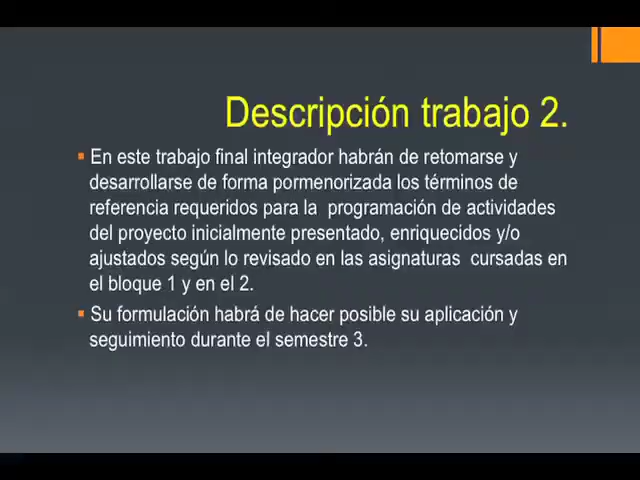 Descripción trabajo 2.
En este trabajo final integrador habrán de retomarse y
desarrollarse de forma pormenorizada los términos de
referencia requeridos para la programación de actividades
del proyecto inicialmente presentado, enriquecidos y/o
ajustados según lo revisado en las asignaturas cursadas en
el bloque 1 y en el 2.
Su formulación habrá de hacer posible su aplicación y
seguimiento durante el semestre 3.